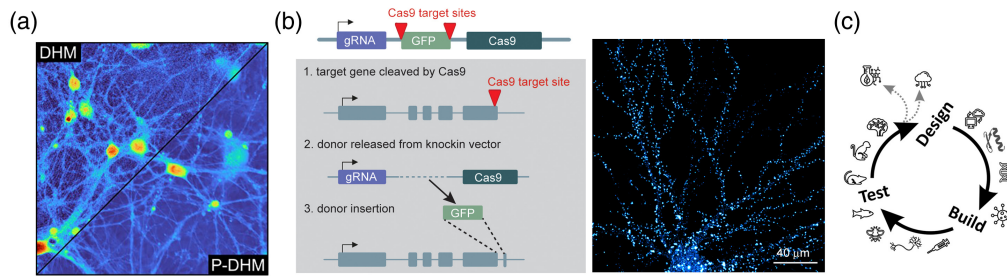 (a)
DHM
P-DHM
(b)
Cas9 target sites
gRNA
GFP
Cas9
1. target gene cleaved by Cas9
Cas9 target site
2. donor released from knockin vector
gRNA
Cas9
GFP
3. donor insertion
40 μm
(c)
Design
Build
Test